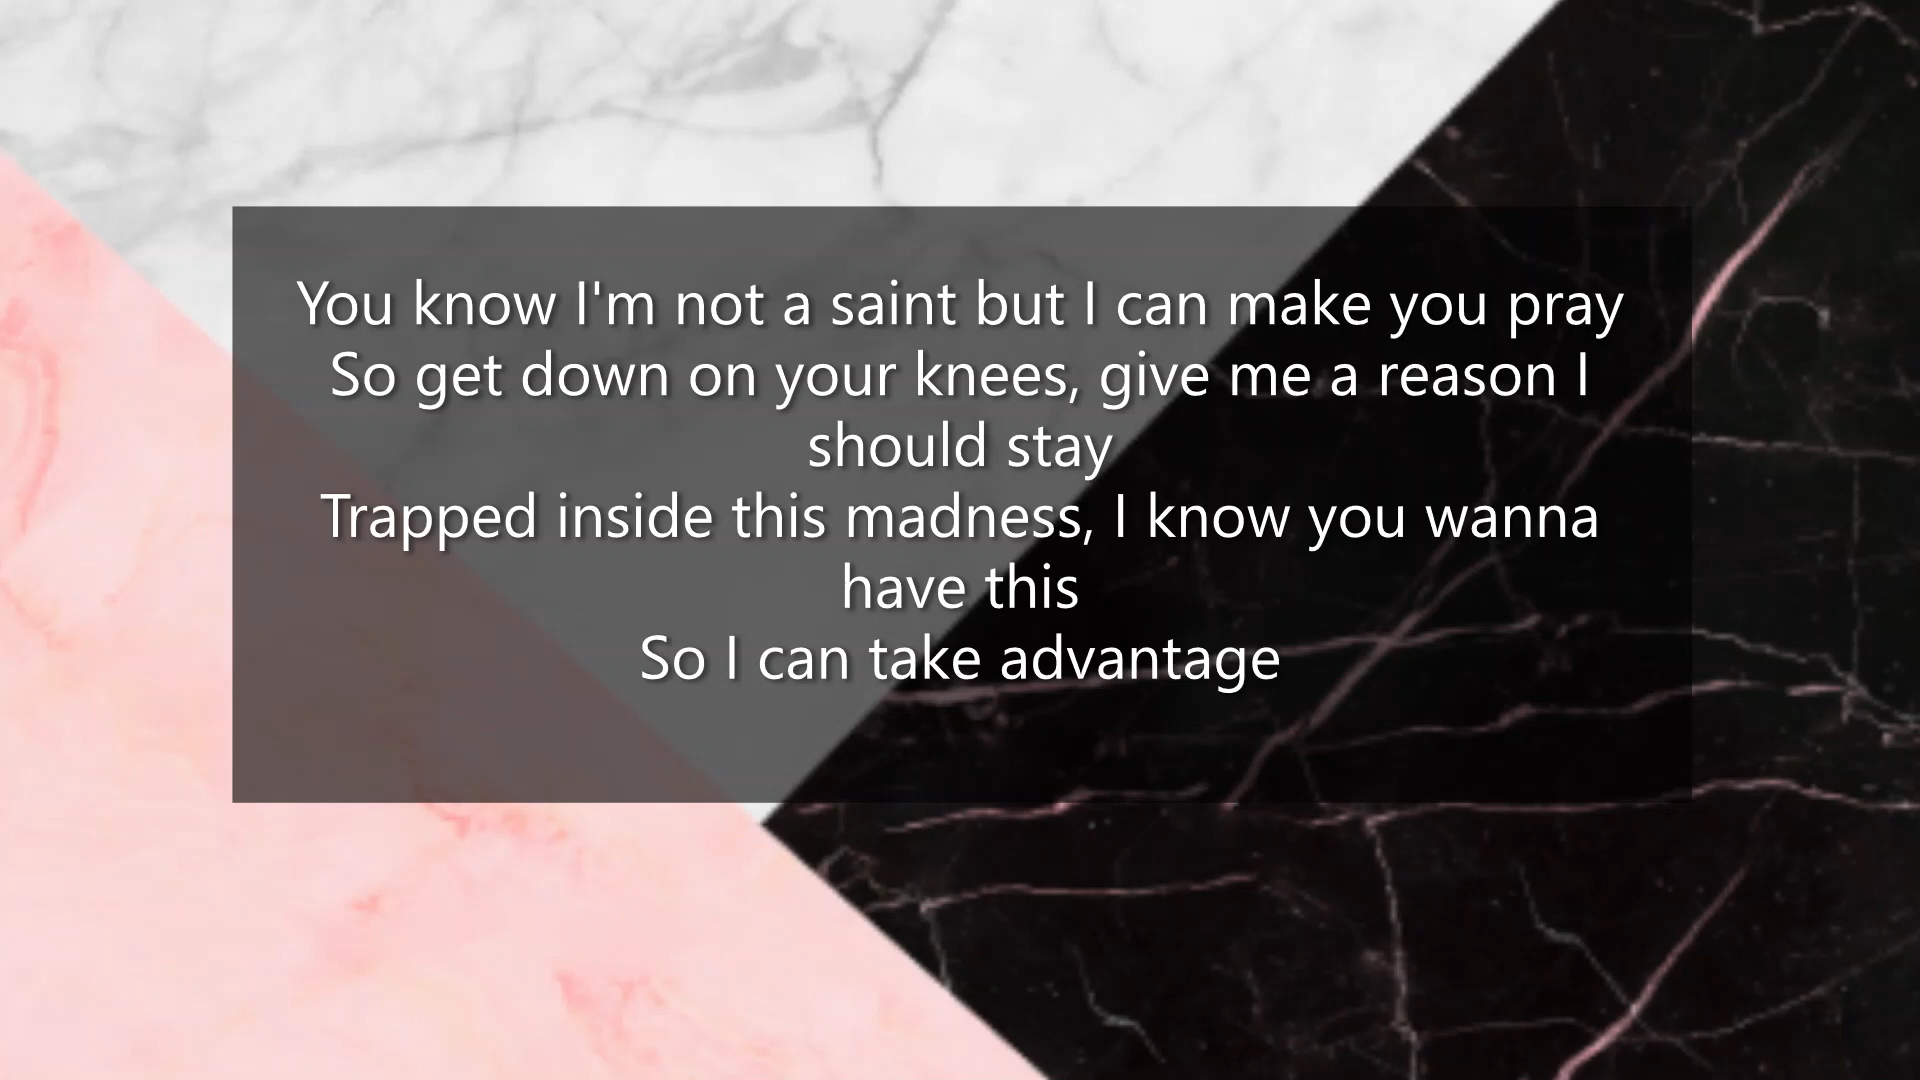 You know I'm not a saint but I can make you pray
So get down on your knees, give me a reason I
should stay
Trapped inside this madness, I know you wanna
have this
So I can take advantage